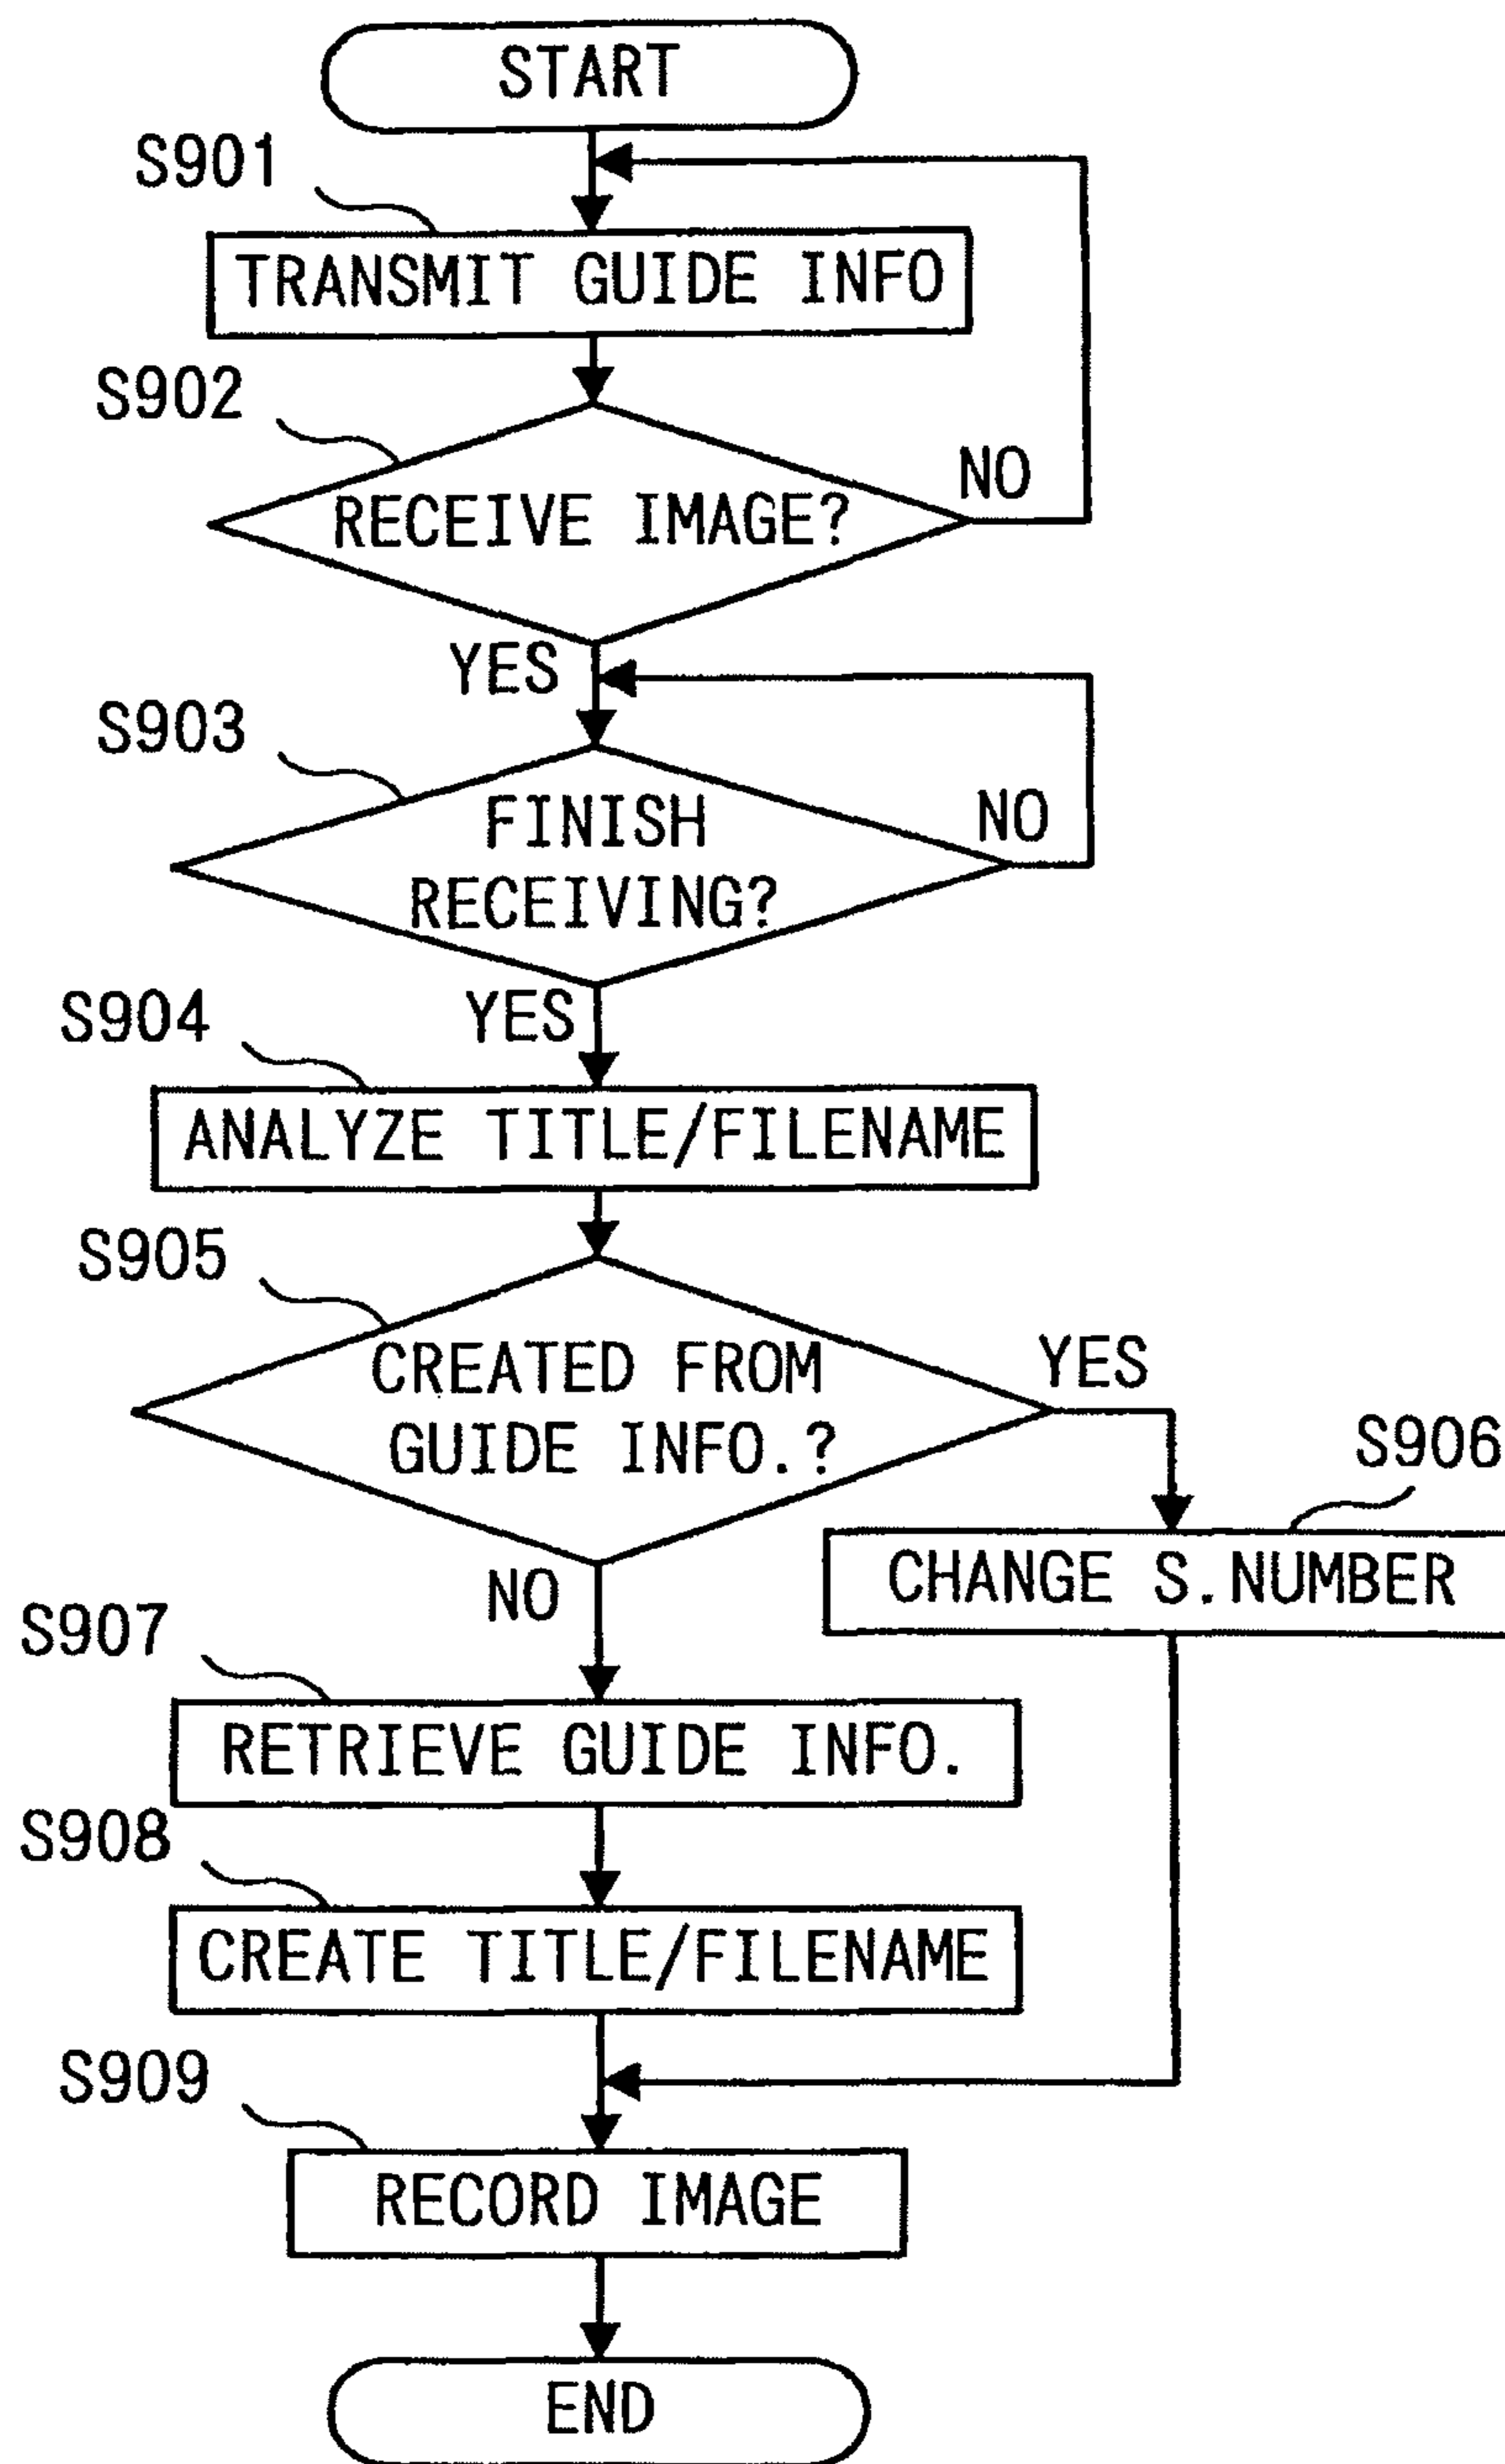 START
S901
TRANSMIT GUIDE INFO
S902
RECEIVE IMAGE?
NO
YES
S903
FINISH
RECEIVING?
NO
YES
S904
ANALYZE TITLE/FILENAME
S905
CREATED FROM
GUIDE INFO.?
YES
S906
CHANGE S.NUMBER
NO
S907
RETRIEVE GUIDE INFO.
S908
CREATE TITLE/FILENAME
S909
RECORD IMAGE
END